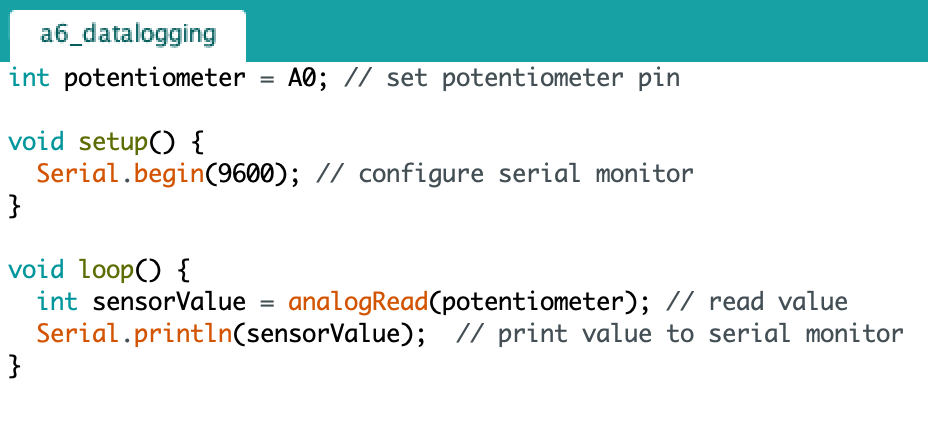 a6_datalogging
int potentiometer = A0; // set potentiometer pin
void setup() {
  Serial.begin(9600); // configure serial monitor
}
void loop() {
  int sensorValue = analogRead(potentiometer); // read value
  Serial.println(sensorValue);  // print value to serial monitor
}